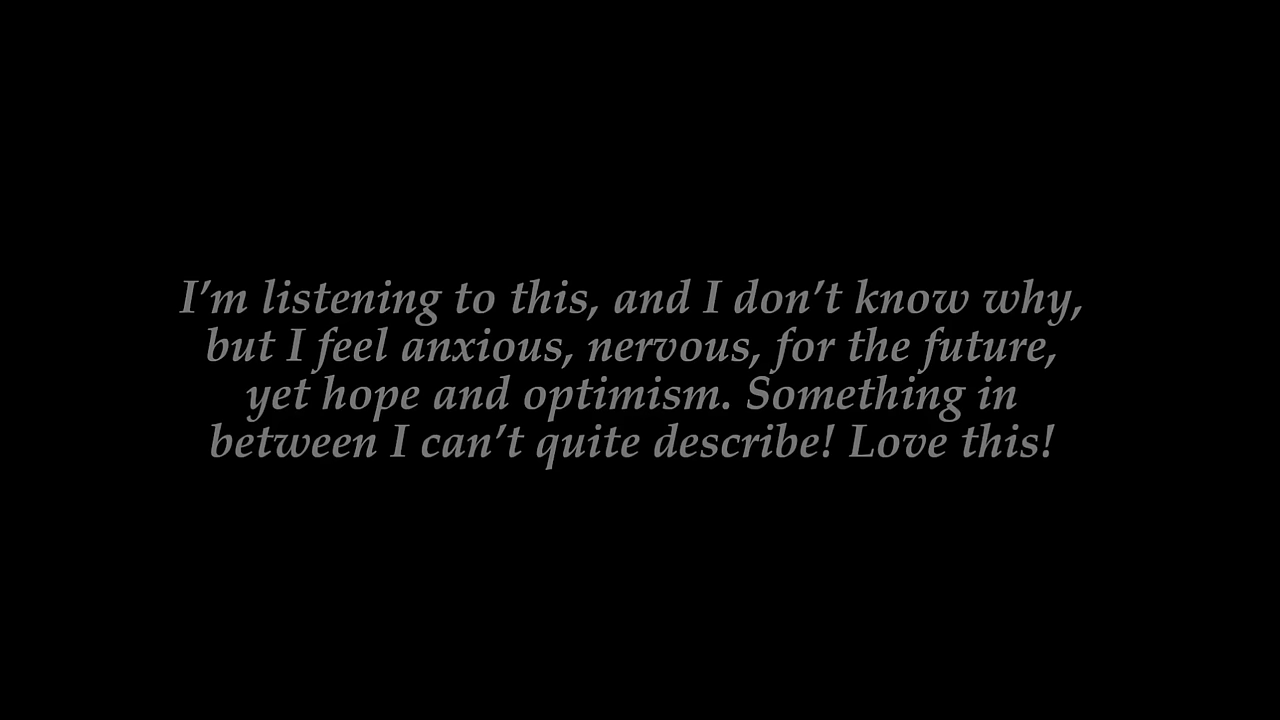 I’m listening to this, and I don’t know why,
but I feel anxious, nervous, for the future,
yet hope and optimism. Something in
between I can’t quite describe! Love this!